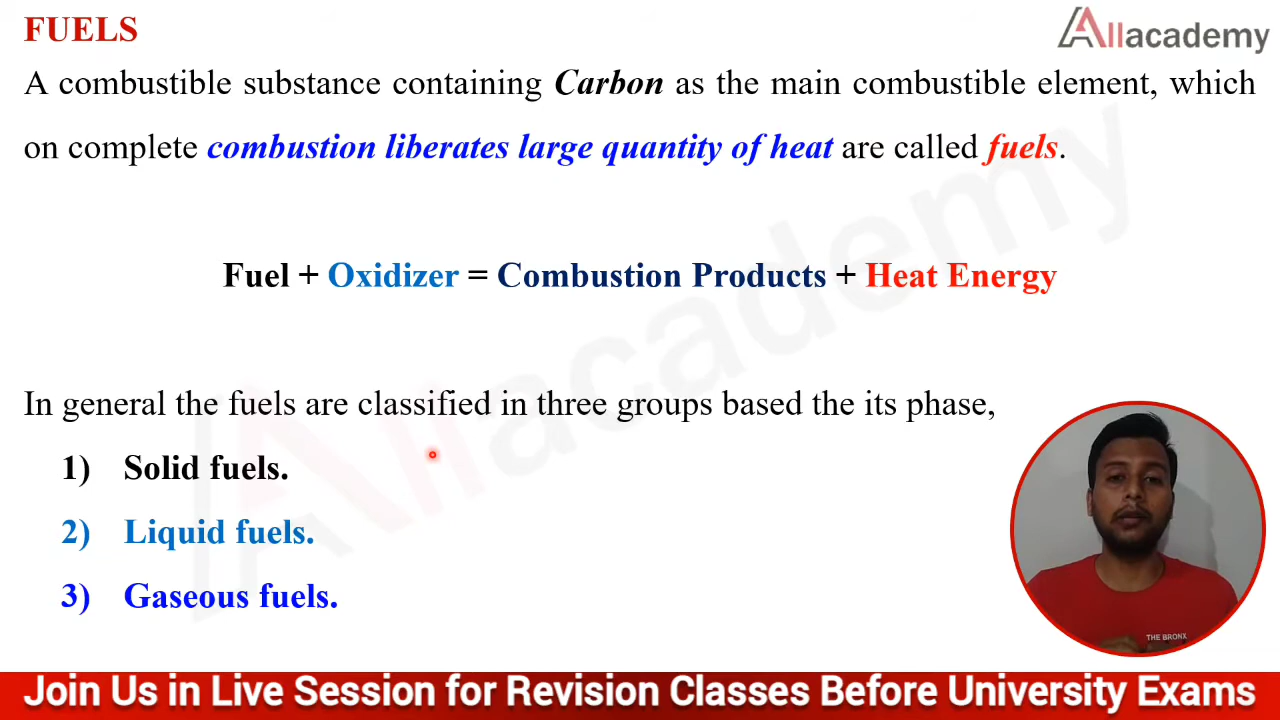 FUELS
Allacademy
A combustible substance containing Carbon as the main combustible element, which
on complete combustion liberates large quantity of heat are called fuels.
Fuel + Oxidizer = Combustion Products + Heat Energy
In general the fuels are classified in three groups based the its phase,
1) Solid fuels.
2) Liquid fuels.
3) Gaseous fuels.
Allacademy
THE BRONX
Join Us in Live Session for Revision Classes Before University Exams